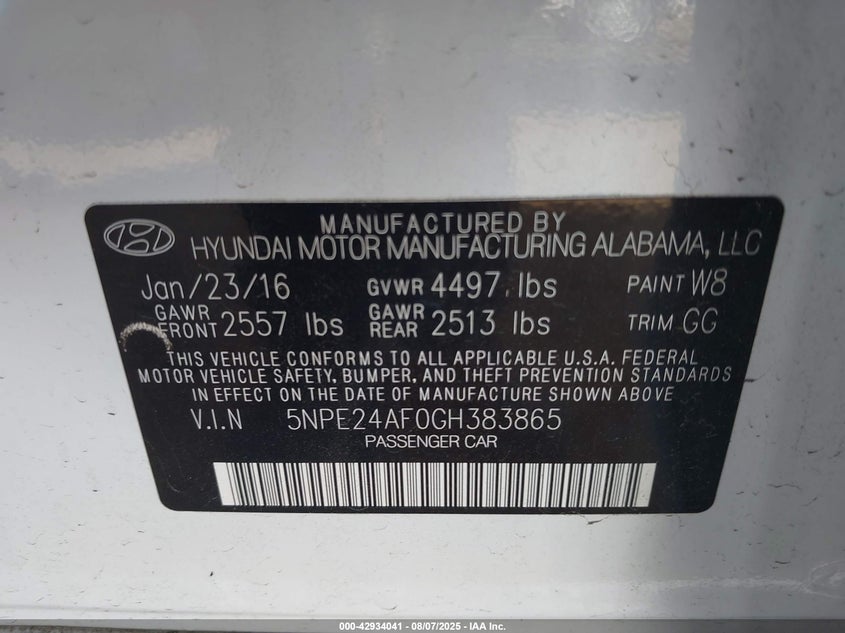 MANUFACTURED BY
HYUNDAI MOTOR MANUFACTURING ALABAMA, LLC
Jan/23/16 GVWR 4497 lbs PAINT W8
GAWR FRONT 2557 lbs GAWR REAR 2513 lbs TRIM GG
THIS VEHICLE CONFORMS TO ALL APPLICABLE U.S.A. FEDERAL
MOTOR VEHICLE SAFETY, BUMPER, AND THEFT PREVENTION STANDARDS
IN EFFECT ON THE DATE OF MANUFACTURE SHOWN ABOVE
V.I.N 5NPE24AF0GH383865
PASSENGER CAR
000-42934041 - 08/07/2025 - IAA Inc.